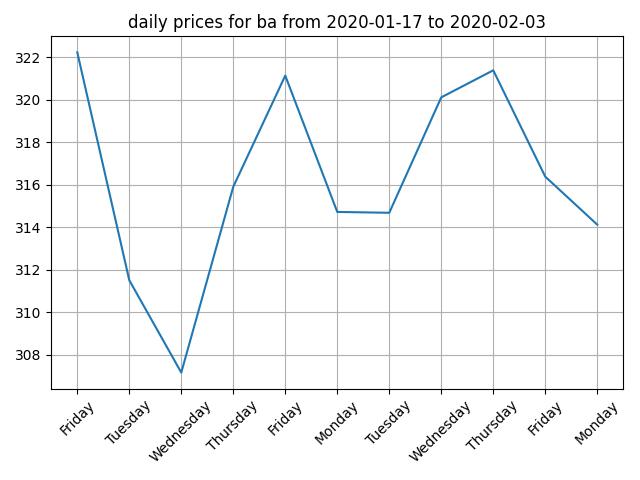 daily prices for ba from 2020-01-17 to 2020-02-03
322
320
318
316
314
312
310
308
Friday
Tuesday
Wednesday
Thursday
Friday
Monday
Tuesday
Wednesday
Thursday
Friday
Monday